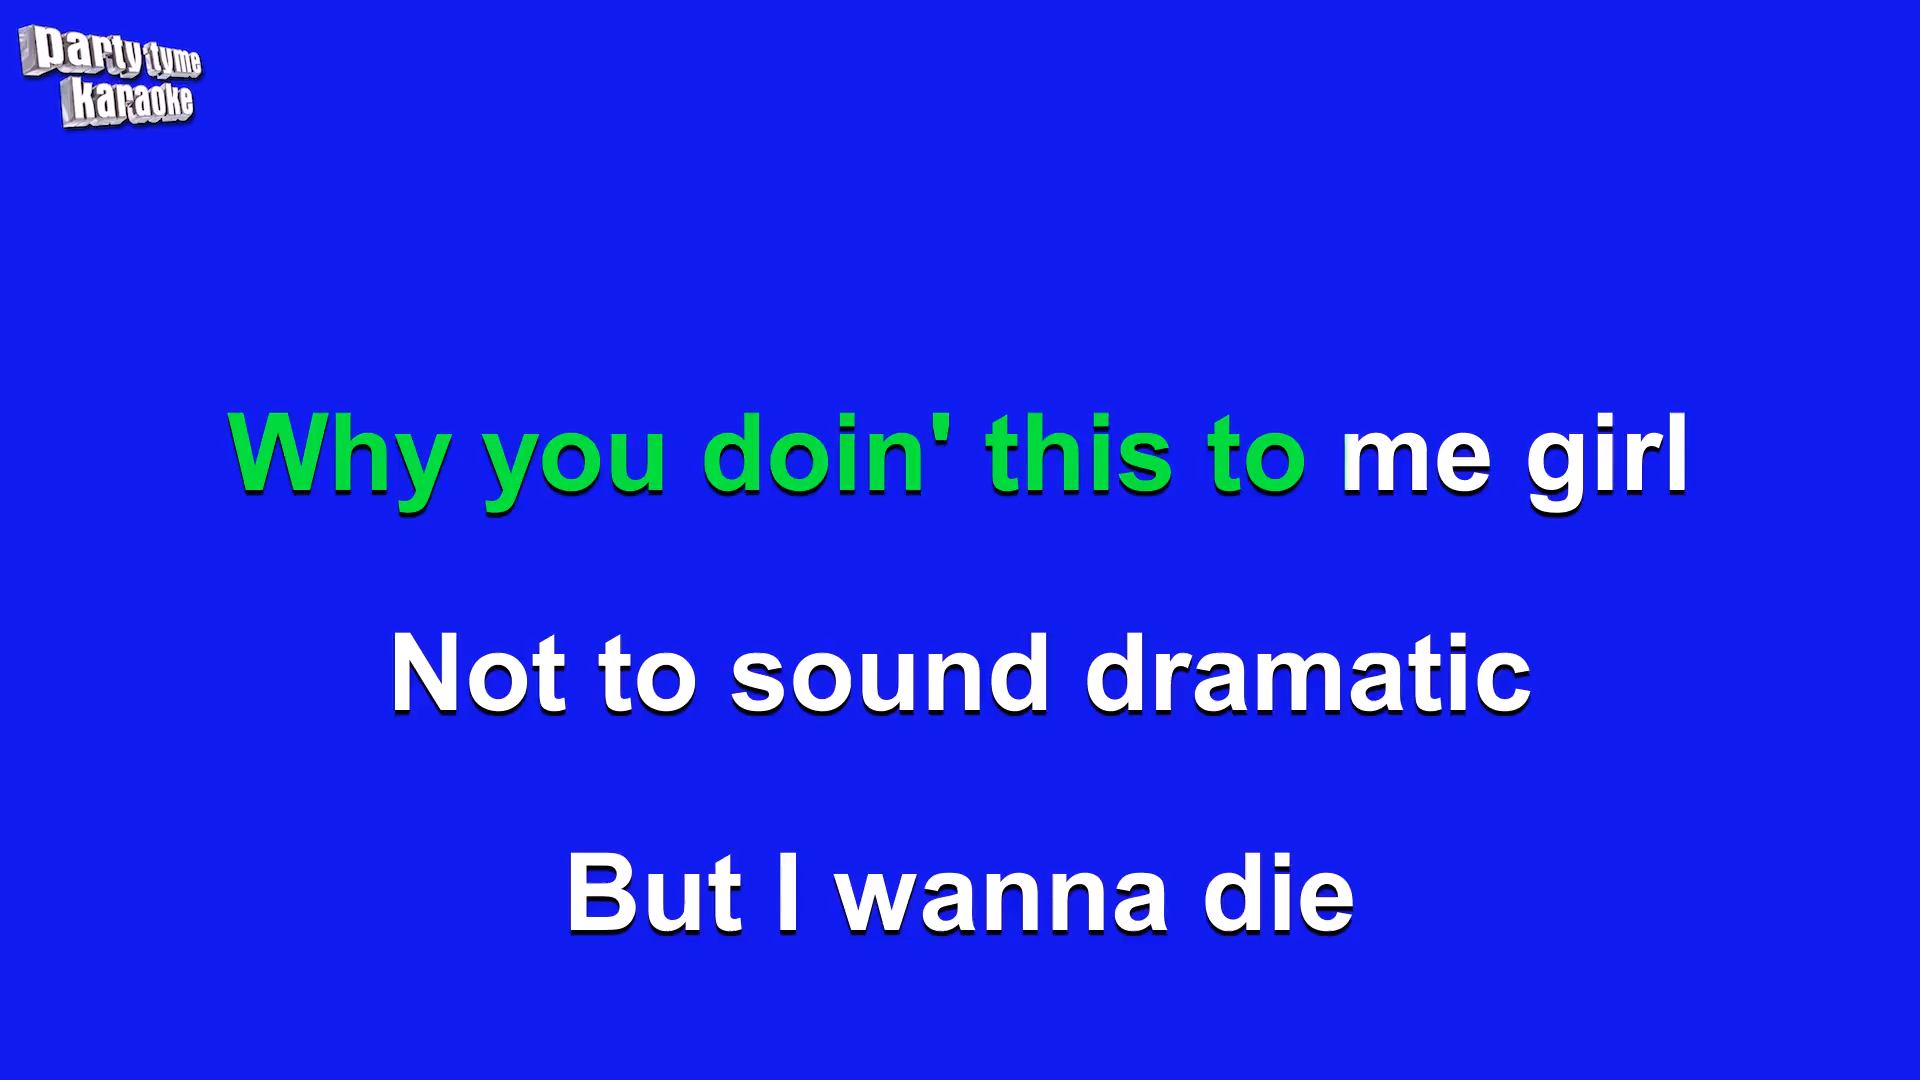 party tyme
karaoke
Why you doin' this to me girl
Not to sound dramatic
But I wanna die